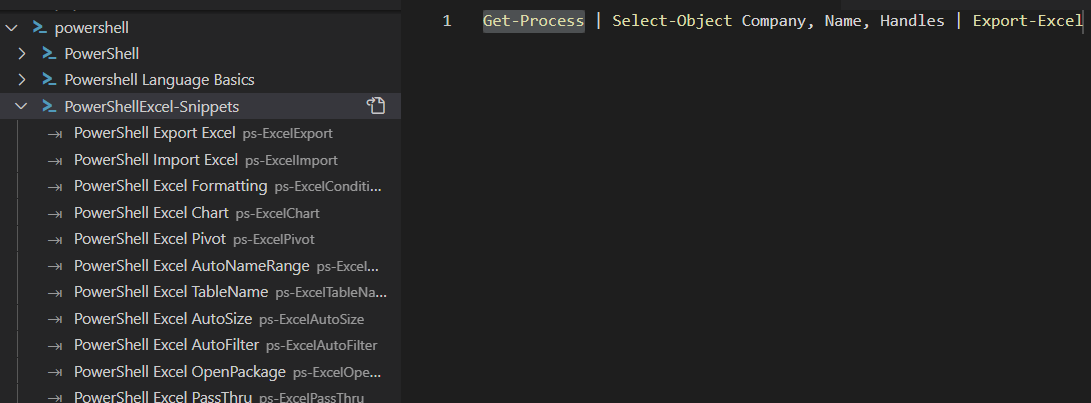 powershell
PowerShell
Powershell Language Basics
PowerShellExcel-Snippets
PowerShell Export Excel ps-ExcelExport
PowerShell Import Excel ps-ExcelImport
PowerShell Excel Formatting ps-ExcelConditi...
PowerShell Excel Chart ps-ExcelChart
PowerShell Excel Pivot ps-ExcelPivot
PowerShell Excel AutoNameRange ps-Excel...
PowerShell Excel TableName ps-ExcelTableNa...
PowerShell Excel AutoSize ps-ExcelAutoSize
PowerShell Excel AutoFilter ps-ExcelAutoFilter
PowerShell Excel OpenPackage ps-ExcelOpe...
PowerShell Excel PassThru ps-ExcelPassThru
1 Get-Process | Select-Object Company, Name, Handles | Export-Excel